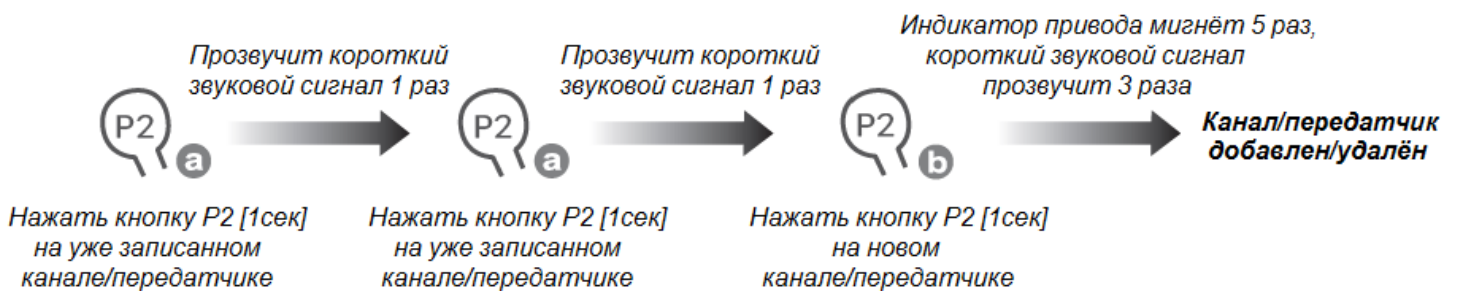 Прозвучит короткий
звуковой сигнал 1 раз
Прозвучит короткий
звуковой сигнал 1 раз
Индикатор привода мигнёт 5 раз,
короткий звуковой сигнал
прозвучит 3 раза
P2
a
P2
a
P2
b
Канал/передатчик
добавлен/удалён
Нажать кнопку P2 [1сек]
на уже записанном
канале/передатчике
Нажать кнопку P2 [1сек]
на уже записанном
канале/передатчике
Нажать кнопку P2 [1сек]
на новом
канале/передатчике